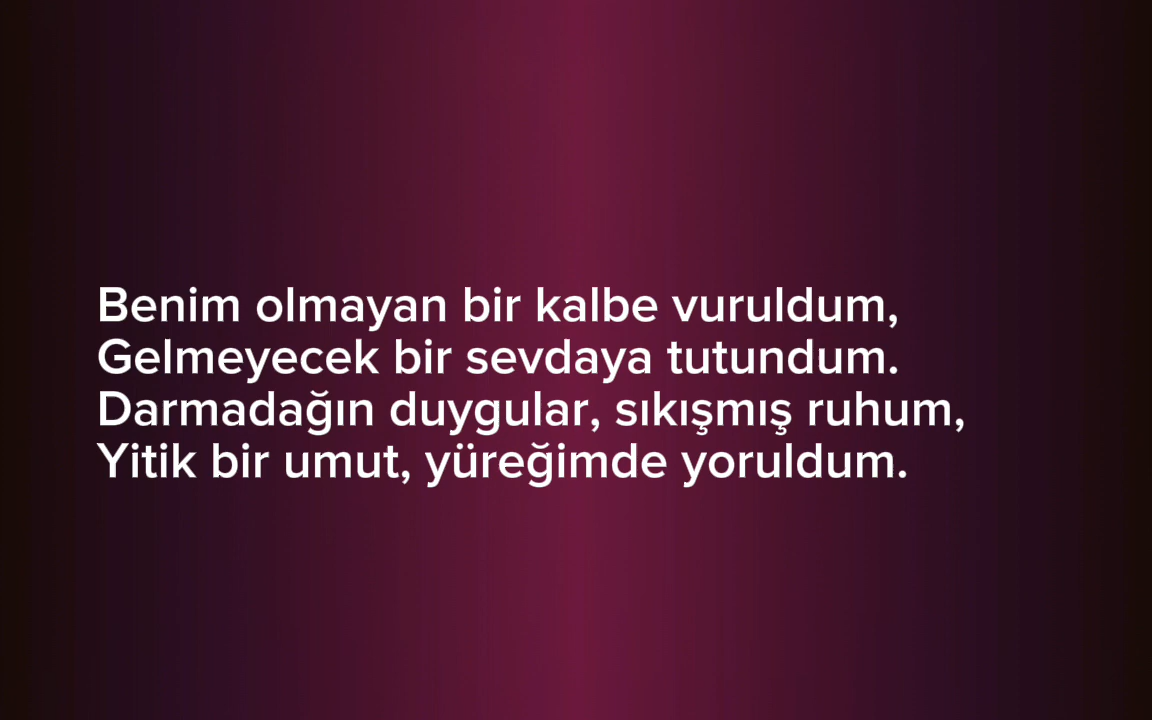 Benim olmayan bir kalbe vuruldum,
Gelmeyecek bir sevdaya tutundum.
Darmadağın duygular, sıkışmış ruhum,
Yitik bir umut, yüreğimde yoruldum.